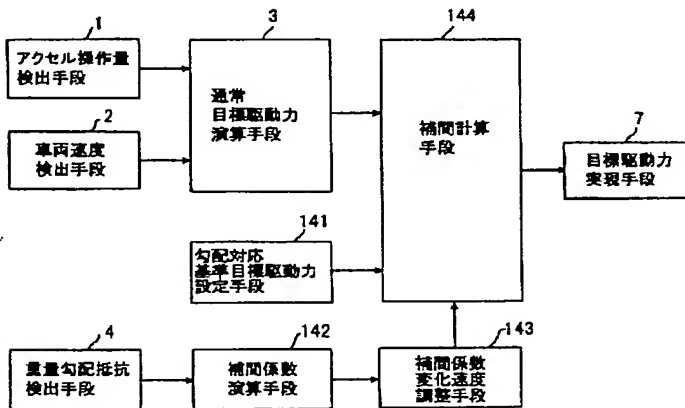 1
アクセル操作量
検出手段
2
車両速度
検出手段
3
通常
目標駆動力
演算手段
144
補間計算
手段
7
目標駆動力
実現手段
141
勾配対応
基準目標駆動力
設定手段
4
重量勾配抵抗
検出手段
142
補間係数
演算手段
143
補間係数
変化速度
調整手段